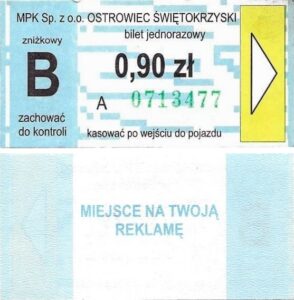 MPK Sp. z o.o. OSTROWIEC ŚWIĘTOKRZYSKI
zniżkowy
bilet jednorazowy
B
0,90 zł
A 0713477
zachować
do kontroli
kasować po wejściu do pojazdu
MIEJSCE NA TWOJĄ
REKLAMĘ